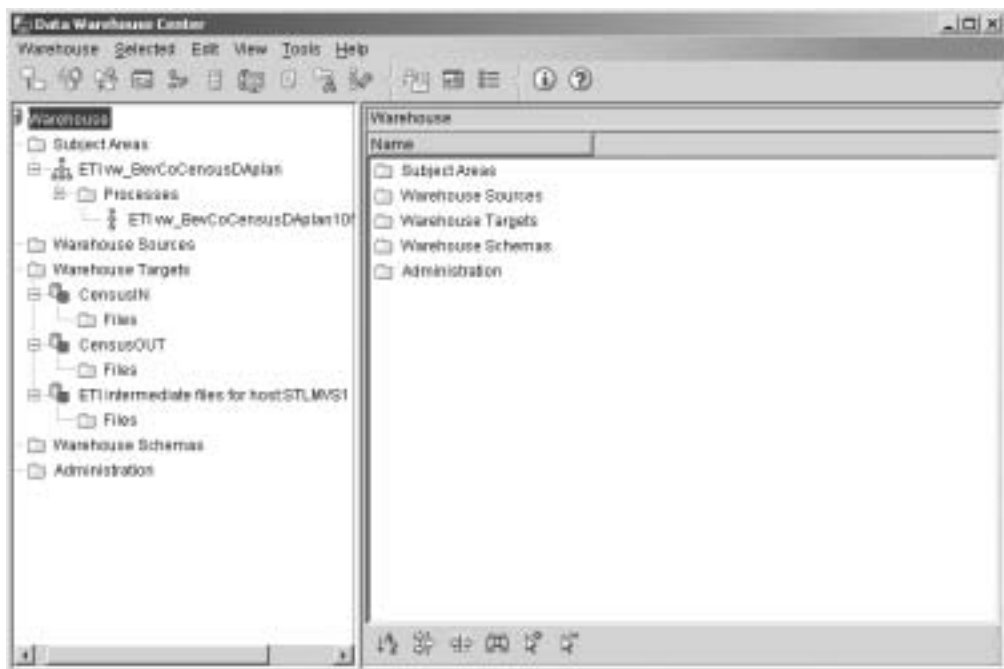 Data Warehouse Center
Warehouse Selected Edit View Tools Help
Warehouse
Subject Areas
ETI vw_BevCoCensusDAplan
Processes
ETI vw_BevCoCensusDAplan10
Warehouse Sources
Warehouse Targets
CensusIN
Files
CensusOUT
Files
ETI intermediate files for host STLMVS1
Files
Warehouse Schemas
Administration
Warehouse
Name
Subject Areas
Warehouse Sources
Warehouse Targets
Warehouse Schemas
Administration